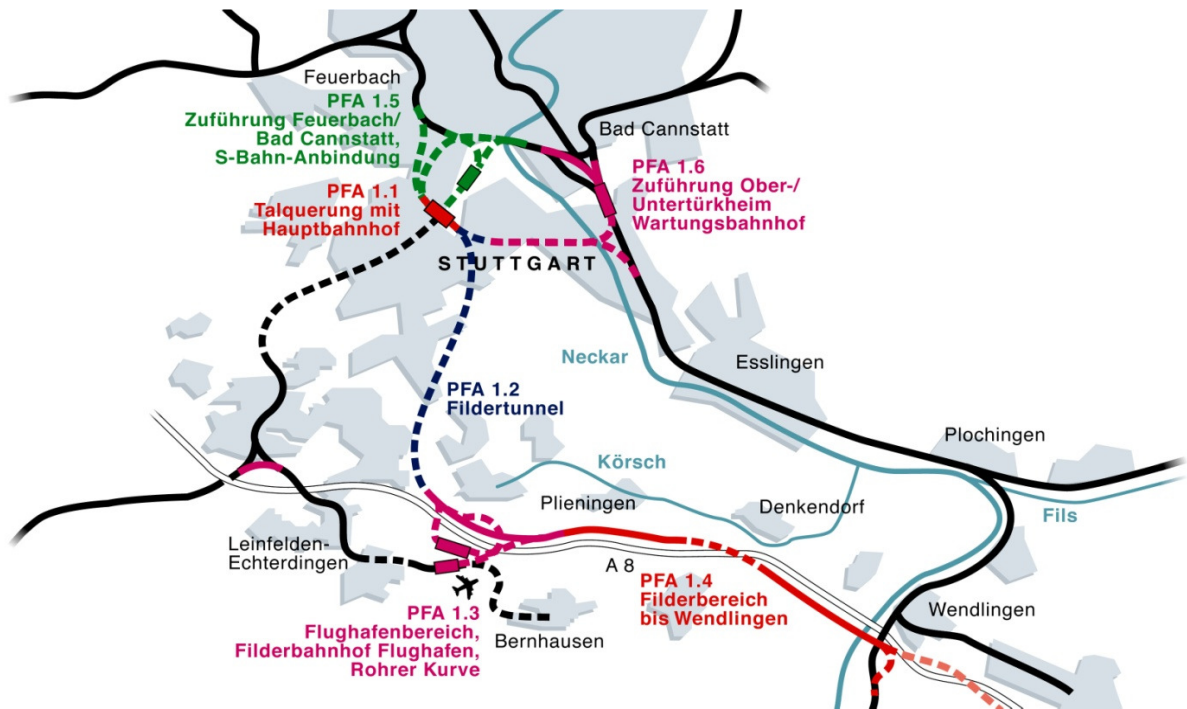 Feuerbach
PFA 1.5
Zuführung Feuerbach/
Bad Cannstatt,
S-Bahn-Anbindung
Bad Cannstatt
PFA 1.6
Zuführung Ober-/
Untertürkheim
Wartungsbahnhof
PFA 1.1
Talquerung mit
Hauptbahnhof
STUTTGART
Neckar
Esslingen
PFA 1.2
Fildertunnel
Plochingen
Körsch
Plieningen
Denkendorf
Fils
Leinfelden-
Echterdingen
A 8
PFA 1.4
Filderbereich
bis Wendlingen
Wendlingen
PFA 1.3
Flughafenbereich,
Filderbahnhof Flughafen,
Rohrer Kurve
Bernhausen